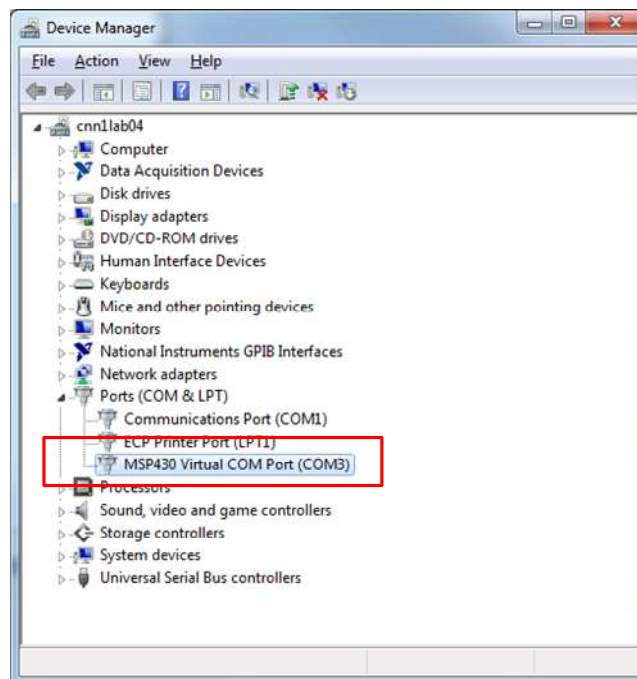 Device Manager
File Action View Help
cnn1lab04
Computer
Data Acquisition Devices
Disk drives
Display adapters
DVD/CD-ROM drives
Human Interface Devices
Keyboards
Mice and other pointing devices
Monitors
National Instruments GPIB Interfaces
Network adapters
Ports (COM & LPT)
Communications Port (COM1)
ECP Printer Port (LPT1)
MSP430 Virtual COM Port (COM3)
Processors
Sound, video and game controllers
Storage controllers
System devices
Universal Serial Bus controllers